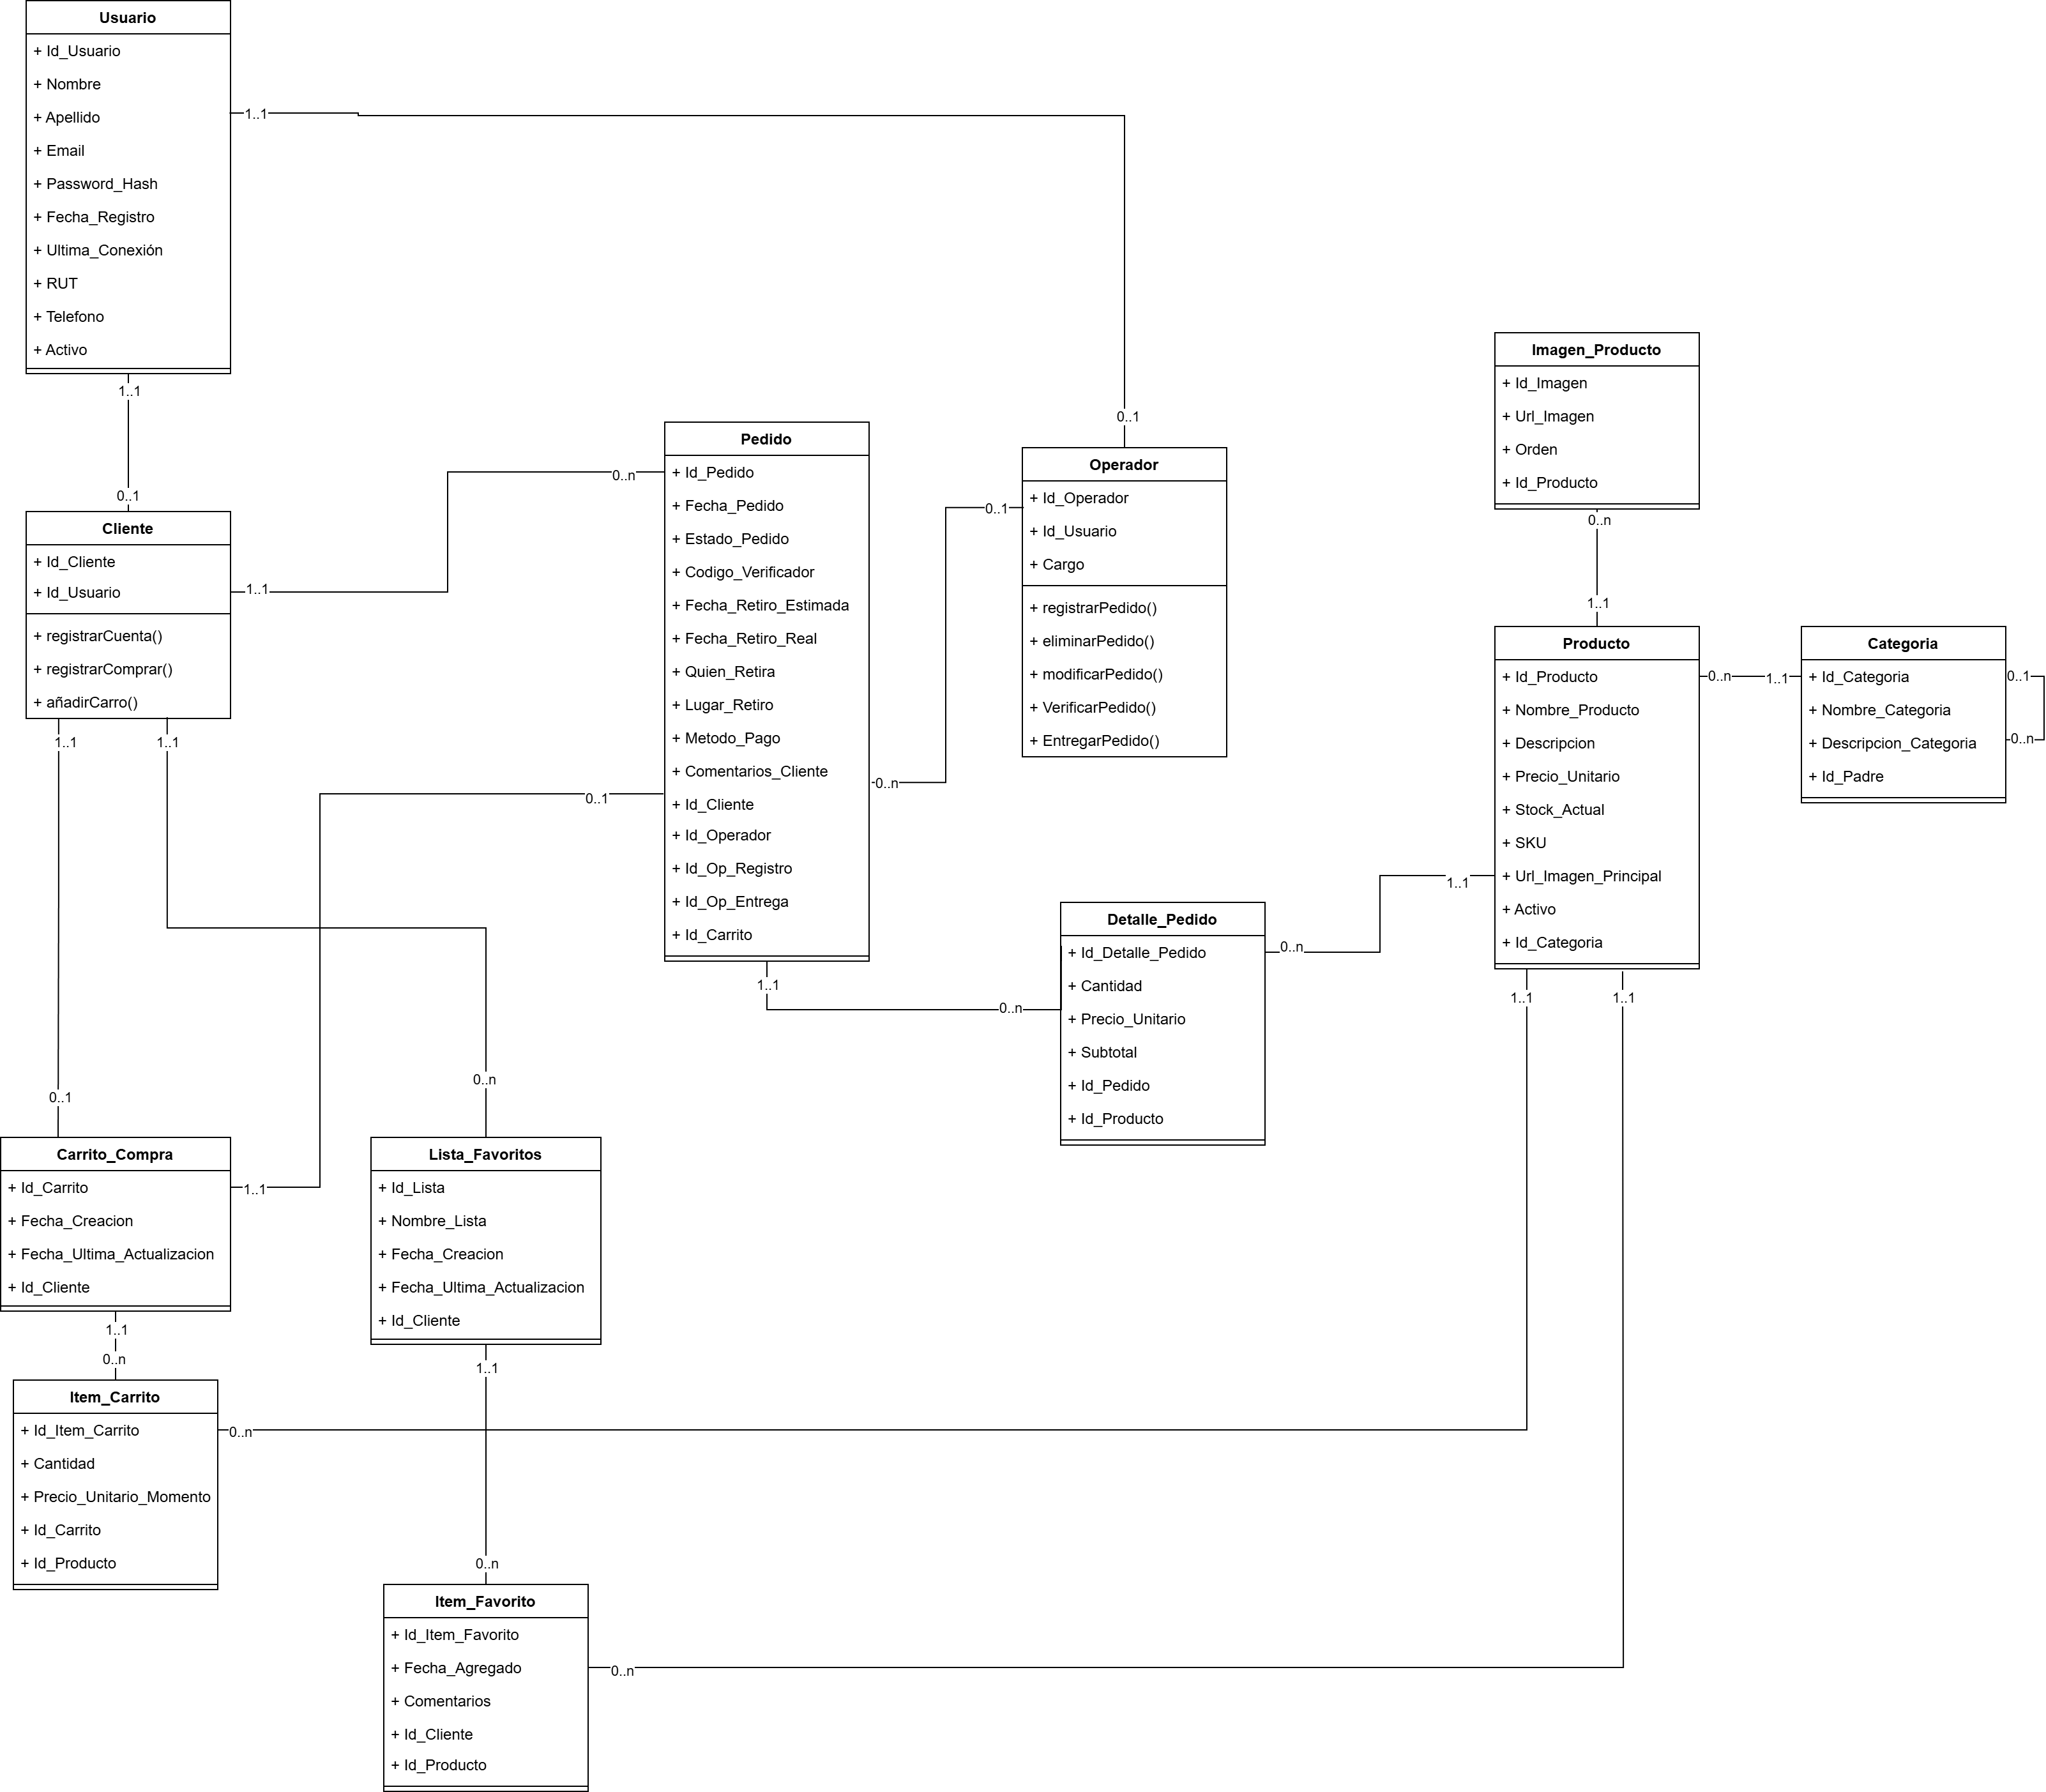 Usuario
+ Id_Usuario
+ Nombre
+ Apellido
+ Email
+ Password_Hash
+ Fecha_Registro
+ Ultima_Conexión
+ RUT
+ Telefono
+ Activo
1..1
1..1
0..1
0..1
Cliente
+ Id_Cliente
+ Id_Usuario
+ registrarCuenta()
+ registrarComprar()
+ añadirCarro()
1..1
1..1
1..1
0..n
Pedido
+ Id_Pedido
+ Fecha_Pedido
+ Estado_Pedido
+ Codigo_Verificador
+ Fecha_Retiro_Estimada
+ Fecha_Retiro_Real
+ Quien_Retira
+ Lugar_Retiro
+ Metodo_Pago
+ Comentarios_Cliente
+ Id_Cliente
+ Id_Operador
+ Id_Op_Registro
+ Id_Op_Entrega
+ Id_Carrito
0..1
0..n
1..1
0..1
Operador
+ Id_Operador
+ Id_Usuario
+ Cargo
+ registrarPedido()
+ eliminarPedido()
+ modificarPedido()
+ VerificarPedido()
+ EntregarPedido()
Imagen_Producto
+ Id_Imagen
+ Url_Imagen
+ Orden
+ Id_Producto
0..n
1..1
Producto
+ Id_Producto
+ Nombre_Producto
+ Descripcion
+ Precio_Unitario
+ Stock_Actual
+ SKU
+ Url_Imagen_Principal
+ Activo
+ Id_Categoria
0..n
1..1
1..1
1..1
1..1
Categoria
+ Id_Categoria
+ Nombre_Categoria
+ Descripcion_Categoria
+ Id_Padre
0..1
0..n
Detalle_Pedido
+ Id_Detalle_Pedido
+ Cantidad
+ Precio_Unitario
+ Subtotal
+ Id_Pedido
+ Id_Producto
0..n
0..n
0..1
Carrito_Compra
+ Id_Carrito
+ Fecha_Creacion
+ Fecha_Ultima_Actualizacion
+ Id_Cliente
1..1
1..1
0..n
Lista_Favoritos
+ Id_Lista
+ Nombre_Lista
+ Fecha_Creacion
+ Fecha_Ultima_Actualizacion
+ Id_Cliente
1..1
0..n
Item_Carrito
+ Id_Item_Carrito
+ Cantidad
+ Precio_Unitario_Momento
+ Id_Carrito
+ Id_Producto
0..n
0..n
Item_Favorito
+ Id_Item_Favorito
+ Fecha_Agregado
+ Comentarios
+ Id_Cliente
+ Id_Producto
0..n